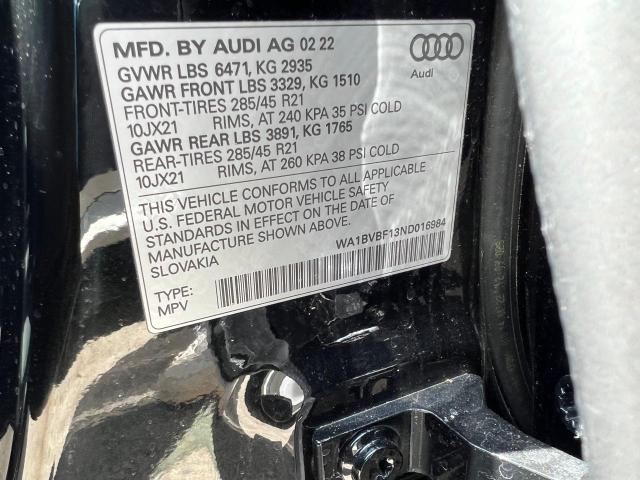 MFD. BY AUDI AG 02 22
GVWR LBS 6471, KG 2935
GAWR FRONT LBS 3329, KG 1510
FRONT-TIRES 285/45 R21
10JX21 RIMS, AT 240 KPA 35 PSI COLD
GAWR REAR LBS 3891, KG 1765
REAR-TIRES 285/45 R21
10JX21 RIMS, AT 260 KPA 38 PSI COLD
Audi
THIS VEHICLE CONFORMS TO ALL APPLICABLE
U.S. FEDERAL MOTOR VEHICLE SAFETY
STANDARDS IN EFFECT ON THE DATE OF
MANUFACTURE SHOWN ABOVE.
SLOVAKIA
WA1BVBF13ND016984
TYPE:
MPV